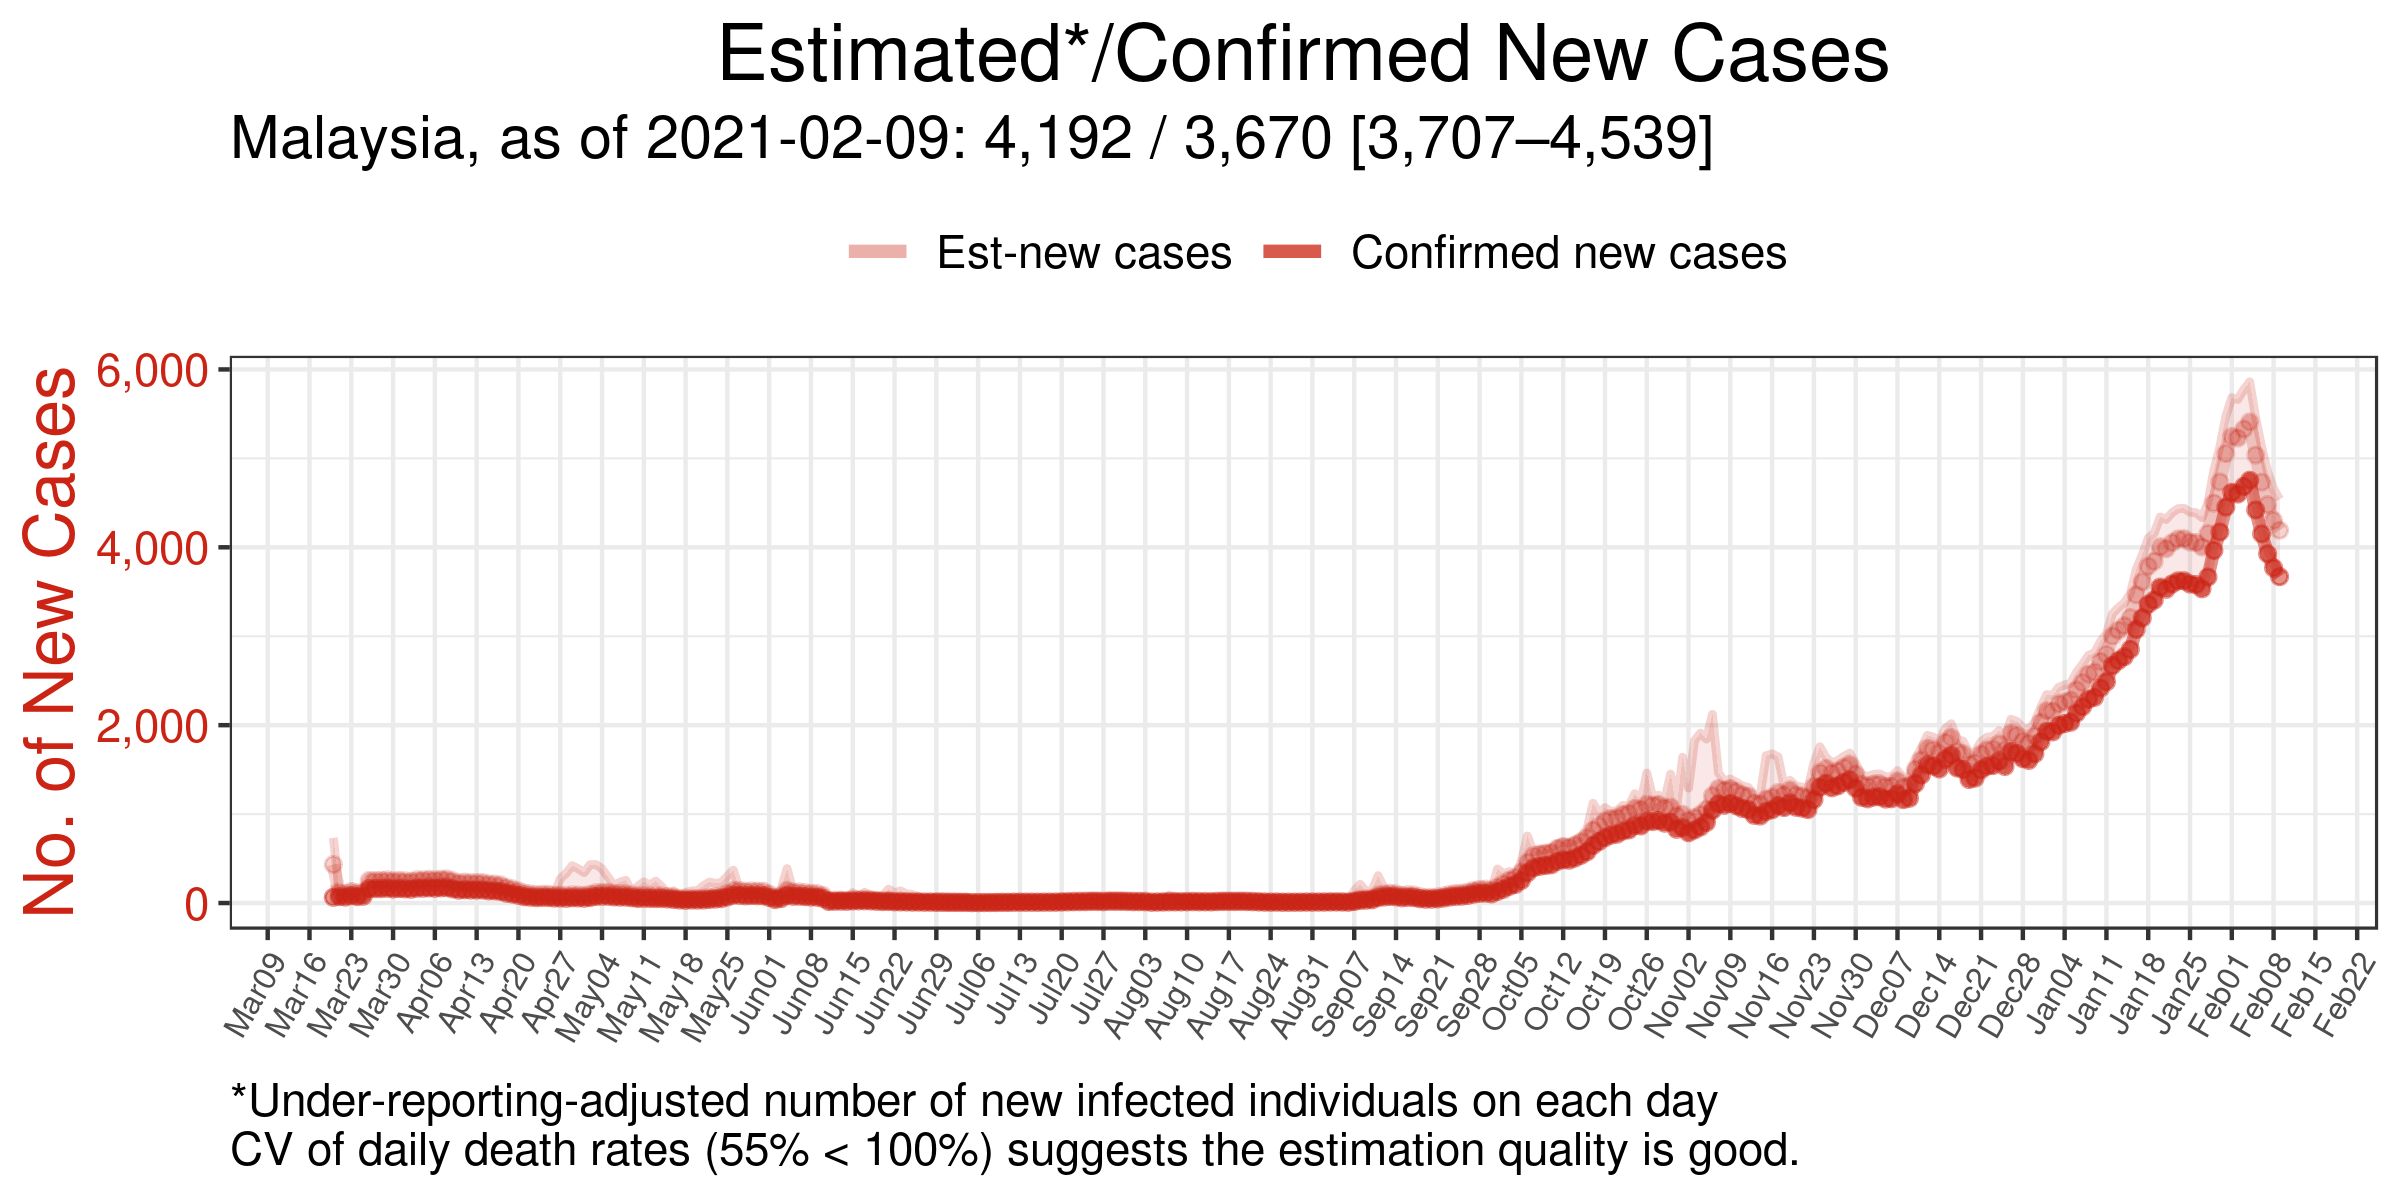 Estimated*/Confirmed New Cases
Malaysia, as of 2021-02-09: 4,192 / 3,670 [3,707–4,539]
Est-new cases
Confirmed new cases
No. of New Cases
6,000
4,000
2,000
0
Mar09
Mar16
Mar23
Mar30
Apr06
Apr13
Apr20
Apr27
May04
May11
May18
May25
Jun01
Jun08
Jun15
Jun22
Jun29
Jul06
Jul13
Jul20
Jul27
Aug03
Aug10
Aug17
Aug24
Aug31
Sep07
Sep14
Sep21
Sep28
Oct05
Oct12
Oct19
Oct26
Nov02
Nov09
Nov16
Nov23
Nov30
Dec07
Dec14
Dec21
Dec28
Jan04
Jan11
Jan18
Jan25
Feb01
Feb08
Feb15
Feb22
*Under-reporting-adjusted number of new infected individuals on each day
CV of daily death rates (55% < 100%) suggests the estimation quality is good.